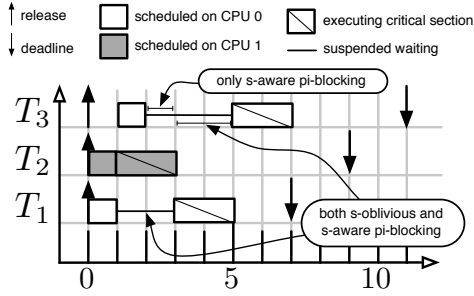 release
scheduled on CPU 0
executing critical section
deadline
scheduled on CPU 1
suspended waiting
only s-aware pi-blocking
T3
T2
T1
both s-oblivious and
s-aware pi-blocking
0
5
10